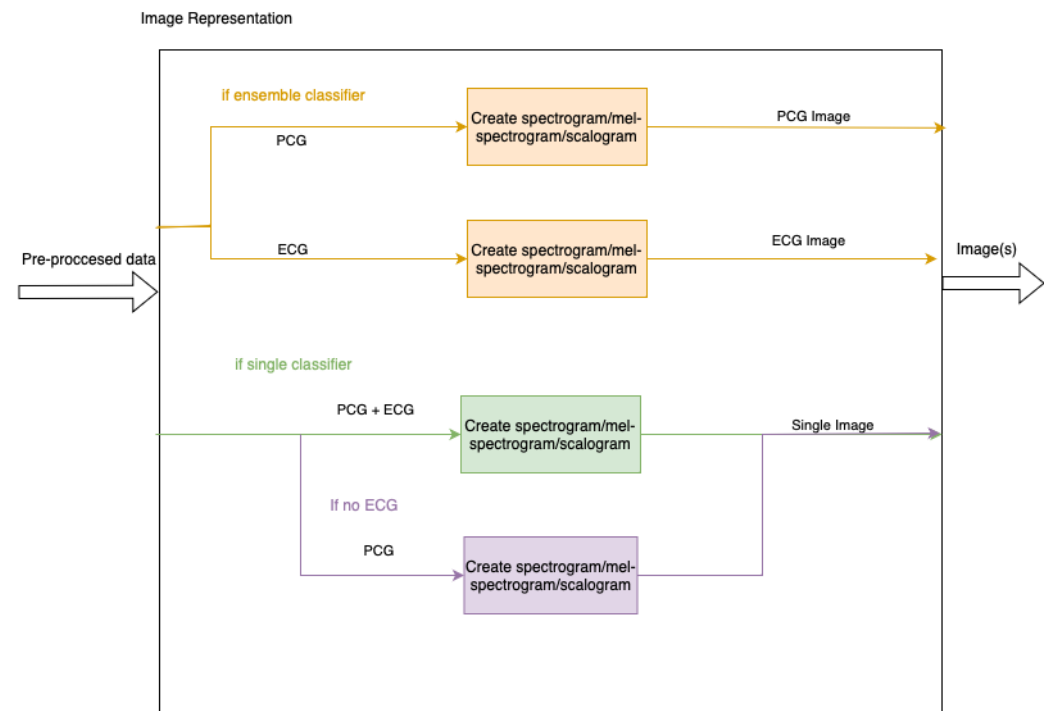 Image Representation
if ensemble classifier
Create spectrogram/mel-
spectrogram/scalogram
PCG Image
PCG
ECG
Create spectrogram/mel-
spectrogram/scalogram
ECG Image
Pre-proccesed data
Image(s)
if single classifier
PCG + ECG
Create spectrogram/mel-
spectrogram/scalogram
Single Image
If no ECG
PCG
Create spectrogram/mel-
spectrogram/scalogram